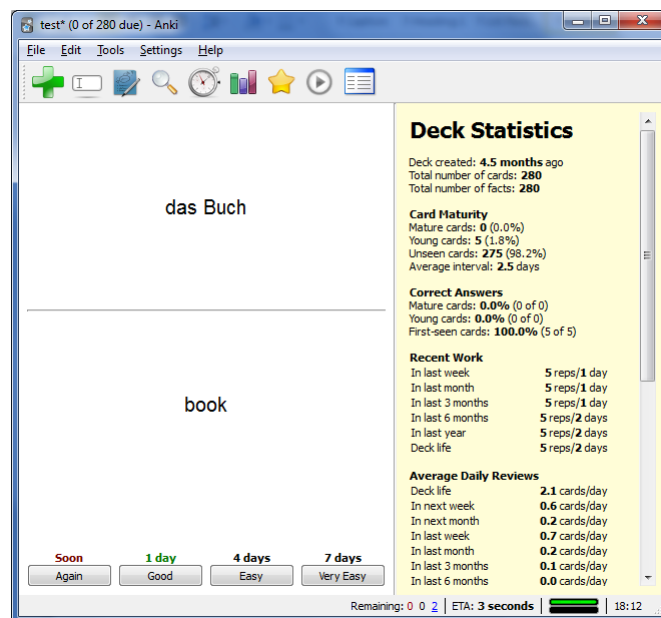 test* (0 of 280 due) - Anki
File Edit Tools Settings Help
das Buch
book
Soon 1 day 4 days 7 days
Again Good Easy Very Easy
Deck Statistics
Deck created: 4.5 months ago
Total number of cards: 280
Total number of facts: 280
Card Maturity
Mature cards: 0 (0.0%)
Young cards: 5 (1.8%)
Unseen cards: 275 (98.2%)
Average interval: 2.5 days
Correct Answers
Mature cards: 0.0% (0 of 0)
Young cards: 0.0% (0 of 0)
First-seen cards: 100.0% (5 of 5)
Recent Work
In last week 5 reps/1 day
In last month 5 reps/1 day
In last 3 months 5 reps/1 day
In last 6 months 5 reps/2 days
In last year 5 reps/2 days
Deck life 5 reps/2 days
Average Daily Reviews
Deck life 2.1 cards/day
In next week 0.6 cards/day
In next month 0.2 cards/day
In last week 0.7 cards/day
In last month 0.2 cards/day
In last 3 months 0.1 cards/day
In last 6 months 0.0 cards/day
Remaining: 0 0 2 ETA: 3 seconds 18:12